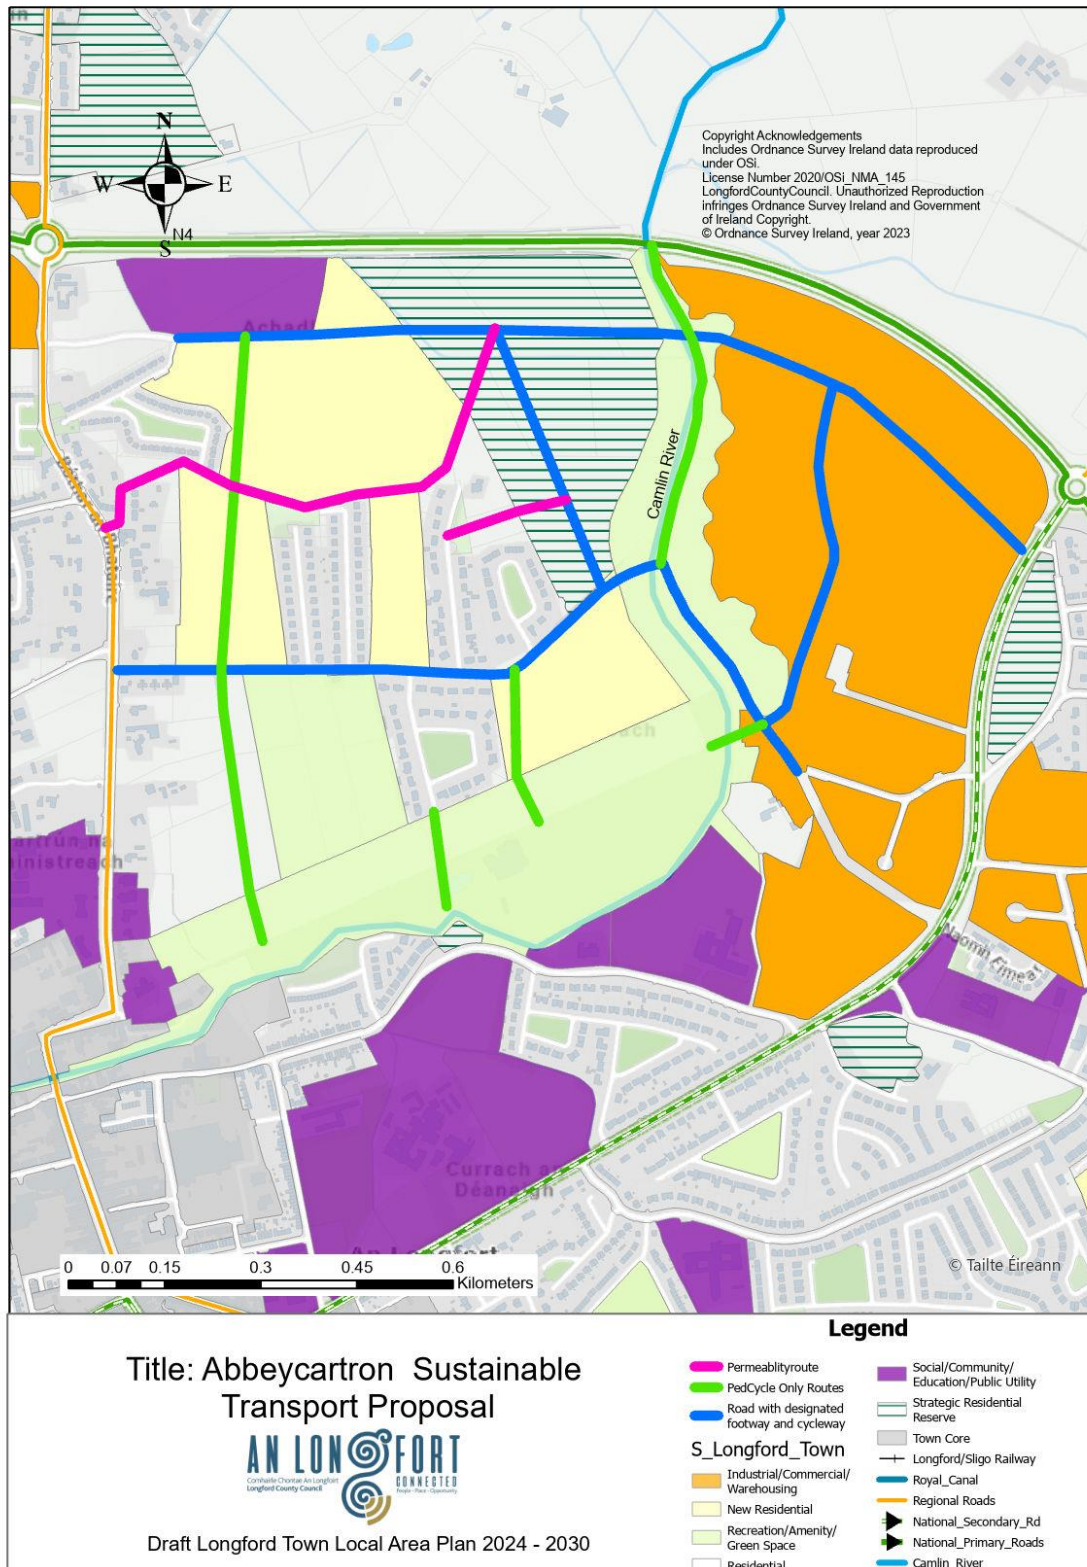 N
W
E
S
N4
Copyright Acknowledgements
Includes Ordnance Survey Ireland data reproduced
under OSi.
License Number 2020/OSi_NMA_145
LongfordCountyCouncil. Unauthorized Reproduction
infringes Ordnance Survey Ireland and Government
of Ireland Copyright.
© Ordnance Survey Ireland, year 2023
Camlin River
Currach an
Déanaigh
An Longfort
0 0.07 0.15 0.3 0.45 0.6
Kilometers
© Tailte Éireann
Title: Abbeycartron Sustainable
Transport Proposal
AN LONGFORT
Comhairle Chontae An Longfoirt
Longford County Council
CONNECTED
People - Place - Opportunity
Draft Longford Town Local Area Plan 2024 - 2030
Legend
Permeablityroute
PedCycle Only Routes
Road with designated
footway and cycleway
S_Longford_Town
Industrial/Commercial/
Warehousing
New Residential
Recreation/Amenity/
Green Space
Residential
Social/Community/
Education/Public Utility
Strategic Residential
Reserve
Town Core
Longford/Sligo Railway
Royal_Canal
Regional Roads
National_Secondary_Rd
National_Primary_Roads
Camlin_River